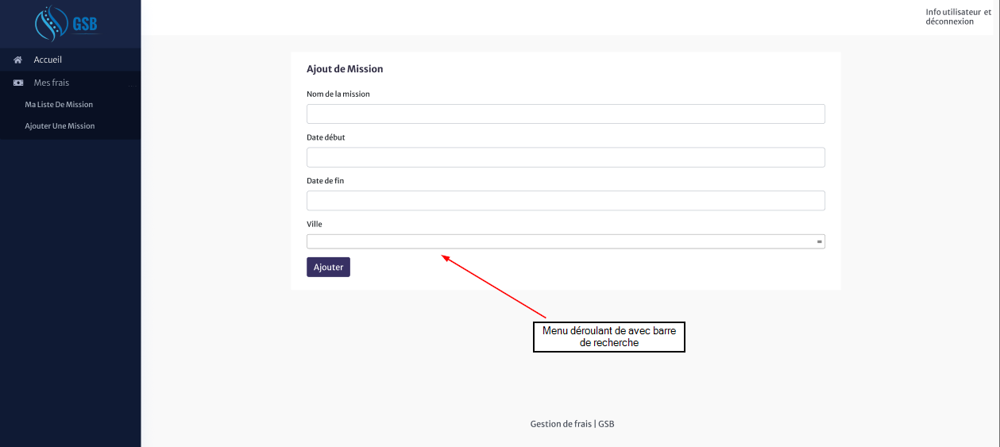 GSB
Info utilisateur et
déconnexion
Accueil
Mes frais
Ma Liste De Mission
Ajouter Une Mission
Ajout de Mission
Nom de la mission
Date début
Date de fin
Ville
Ajouter
Menu déroulant de avec barre
de recherche
Gestion de frais | GSB